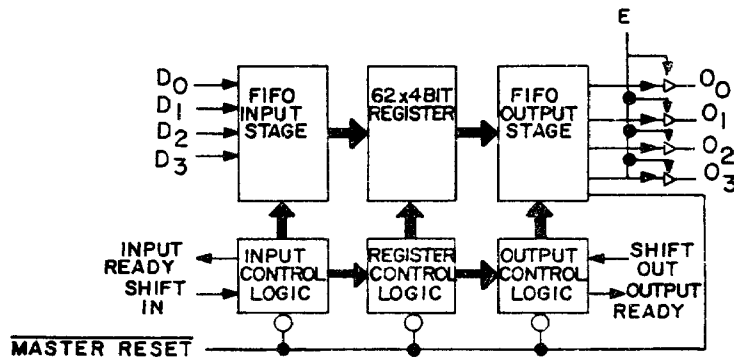 E
D0
D1
D2
D3
FIFO
INPUT
STAGE
62x4BIT
REGISTER
FIFO
OUTPUT
STAGE
O0
O1
O2
O3
INPUT
READY
SHIFT
IN
INPUT
CONTROL
LOGIC
REGISTER
CONTROL
LOGIC
OUTPUT
CONTROL
LOGIC
SHIFT
OUT
OUTPUT
READY
MASTER RESET